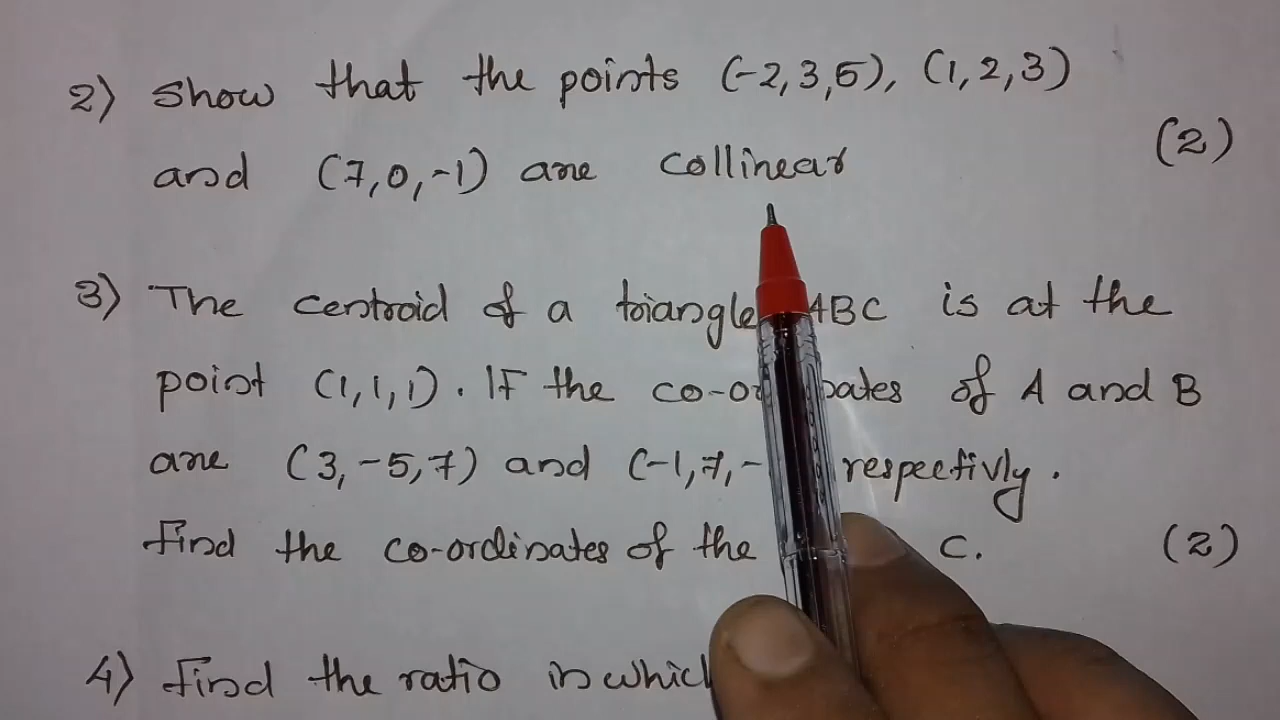 2) Show that the points (-2,3,5), (1,2,3)
and (7,0,-1) are collinear (2)
3) The centroid of a triangle ABC is at the
point (1,1,1). IF the of A and B
are (3,-5,7) and (-1,7,- respectivly.
Find the co-ordinates of the C. (2)
4) Find the ratio in which